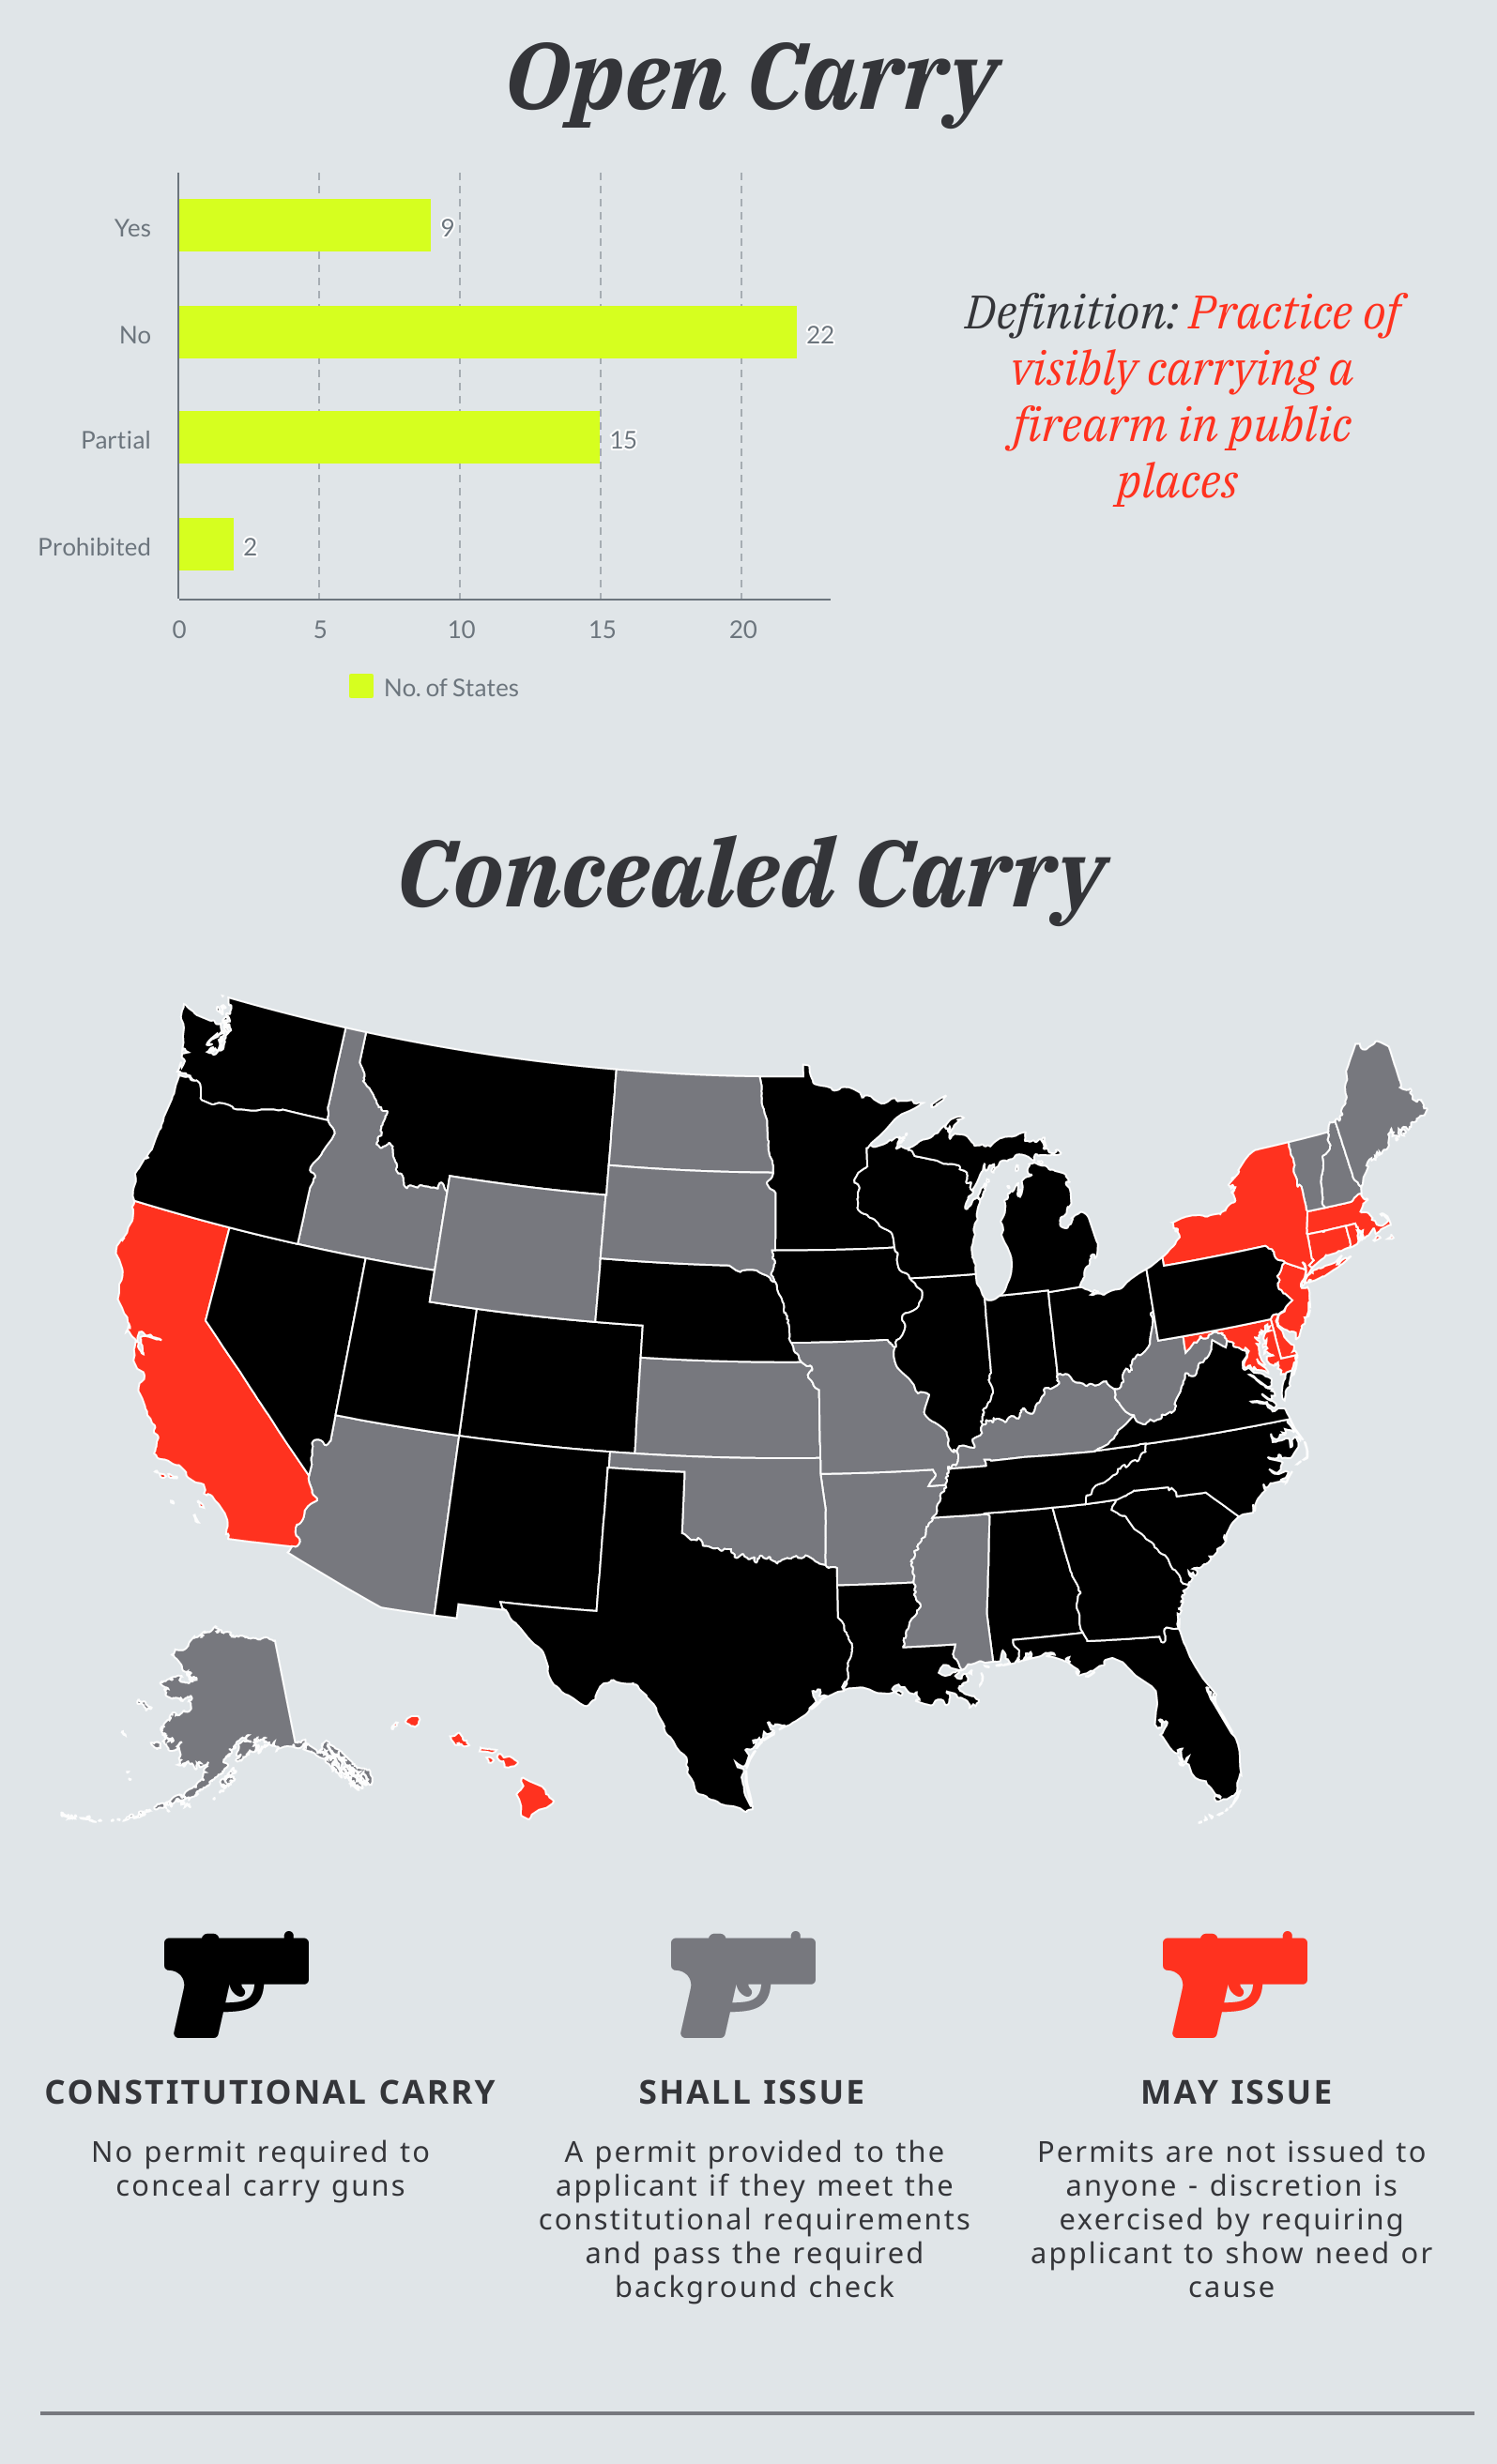 Open Carry
Yes
9
No
22
Partial
15
Prohibited
2
0 5 10 15 20
No. of States
Definition: Practice of
visibly carrying a
firearm in public
places
Concealed Carry
CONSTITUTIONAL CARRY
No permit required to
conceal carry guns
SHALL ISSUE
A permit provided to the
applicant if they meet the
constitutional requirements
and pass the required
background check
MAY ISSUE
Permits are not issued to
anyone - discretion is
exercised by requiring
applicant to show need or
cause